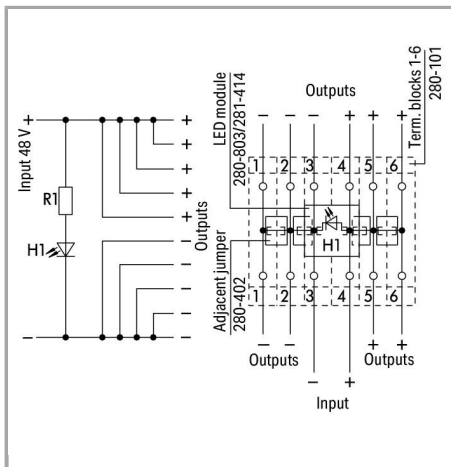 +
Input 48 V
R1
H1
–
+
+
+
+
+
–
–
–
–
–
Outputs
LED module
280-803/281-414
Outputs
Term. blocks 1-6
280-101
– – – + + +
1 2 3 4 5 6
H1
1 2 3 4 5 6
Adjacent jumper
280-402
– – + +
Outputs Outputs
– +
Input